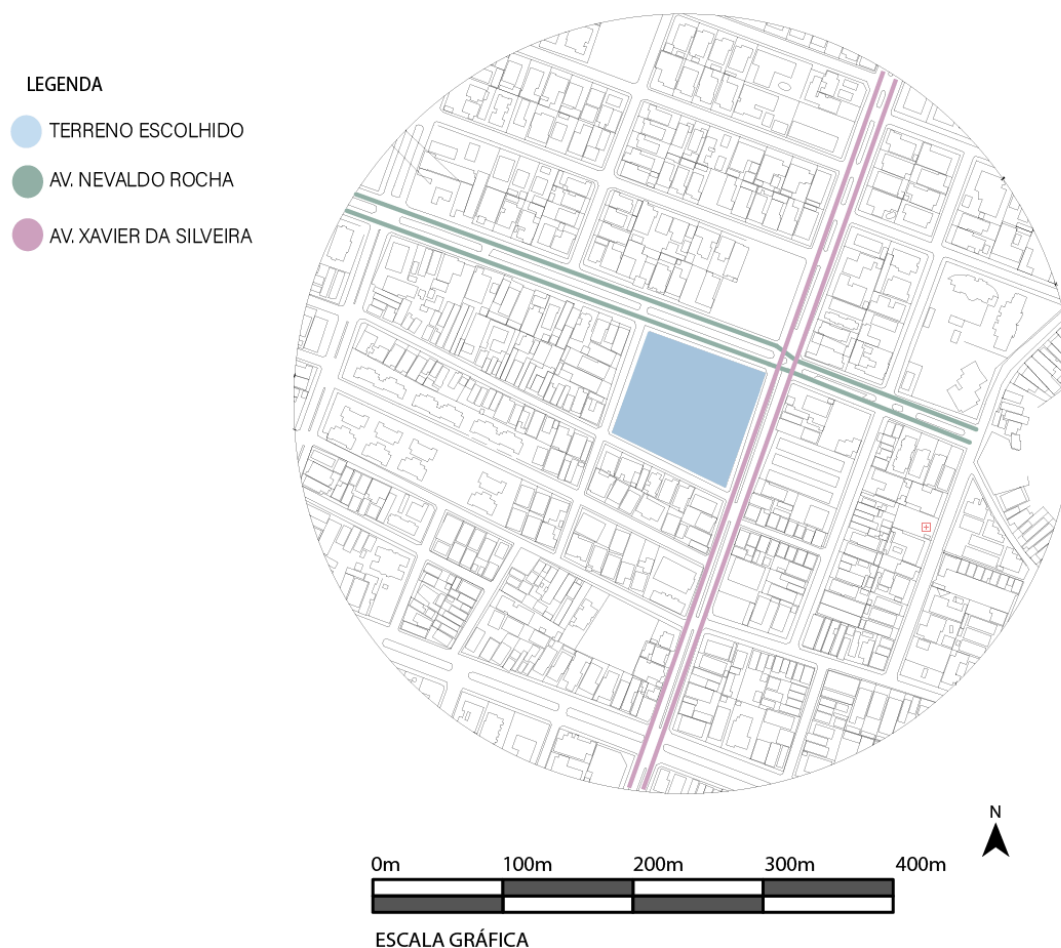 LEGENDA
TERRENO ESCOLHIDO
AV. NEVALDO ROCHA
AV. XAVIER DA SILVEIRA
N
0m 100m 200m 300m 400m
ESCALA GRÁFICA